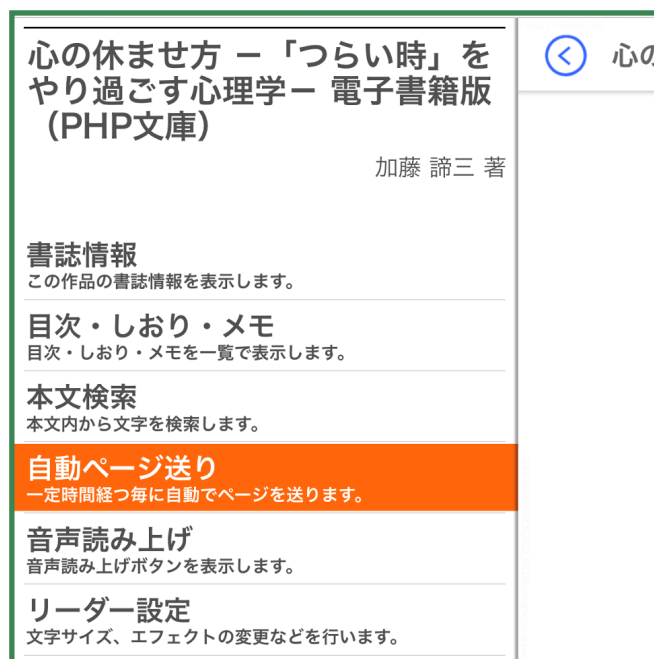 心の休ませ方 －「つらい時」を
やり過ごす心理学－ 電子書籍版
（PHP文庫）
加藤 諦三 著
書誌情報
この作品の書誌情報を表示します。
目次・しおり・メモ
目次・しおり・メモを一覧で表示します。
本文検索
本文内から文字を検索します。
自動ページ送り
一定時間経つ毎に自動でページを送ります。
音声読み上げ
音声読み上げボタンを表示します。
リーダー設定
文字サイズ、エフェクトの変更などを行います。
心の